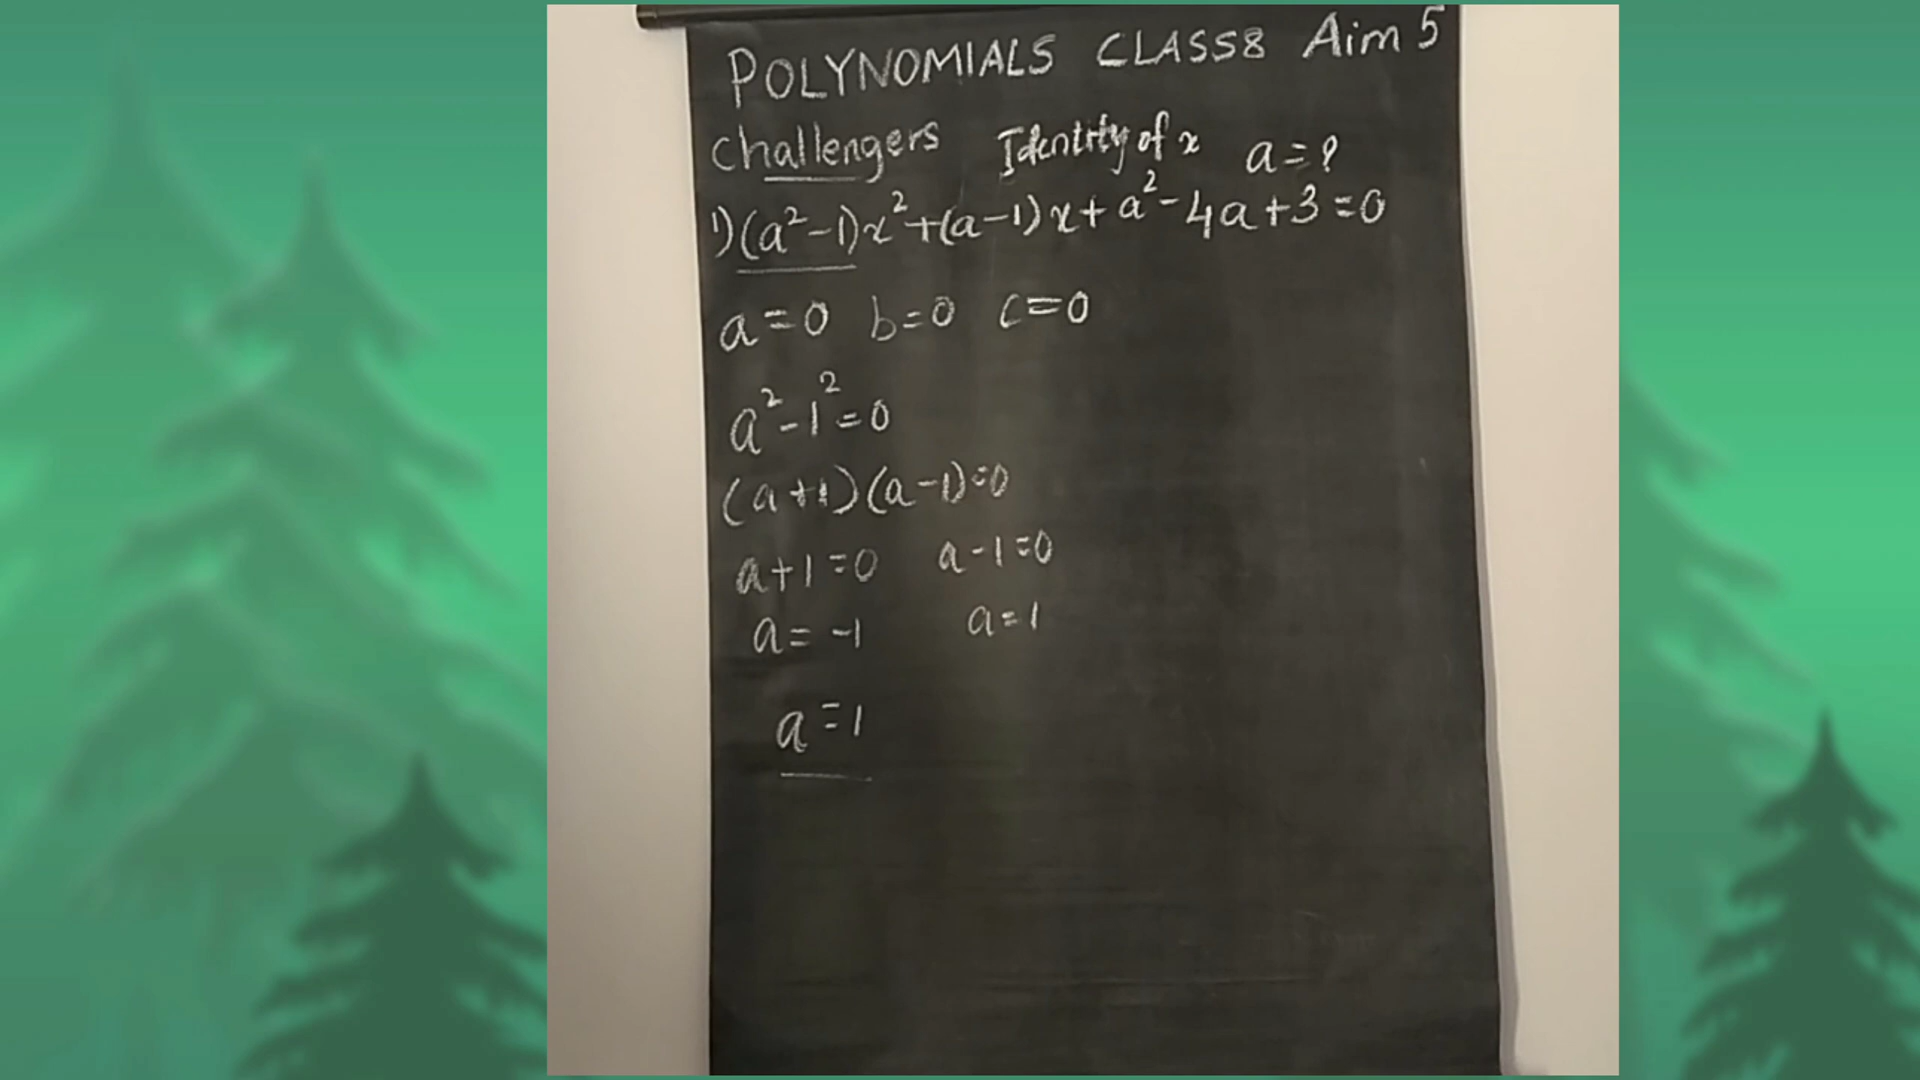 POLYNOMIALS CLASS8 Aim 5
challengers Identity of x a=?
1) (a²-1)x²+(a-1)x+a²-4a+3=0
a=0 b=0 c=0
a²-1²=0
(a+1)(a-1)=0
a+1=0 a-1=0
a=-1 a=1
a=1